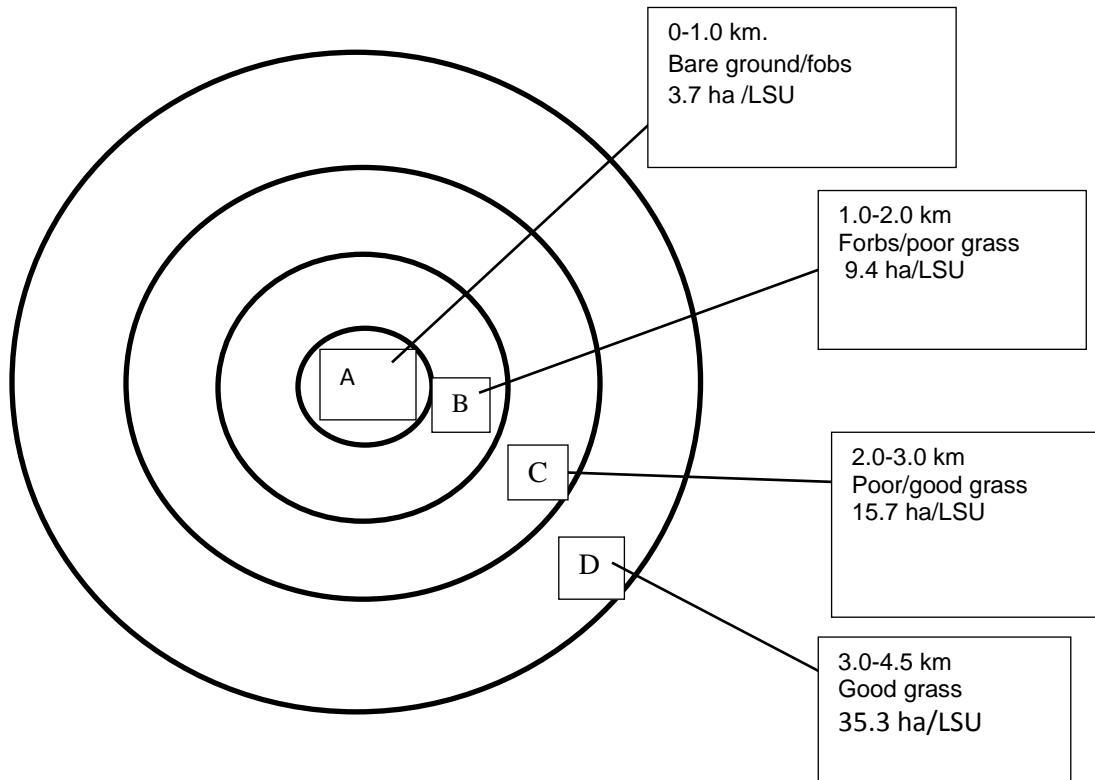 0-1.0 km.
Bare ground/fobs
3.7 ha /LSU
1.0-2.0 km
Forbs/poor grass
9.4 ha/LSU
A
B
C
2.0-3.0 km
Poor/good grass
15.7 ha/LSU
D
3.0-4.5 km
Good grass
35.3 ha/LSU